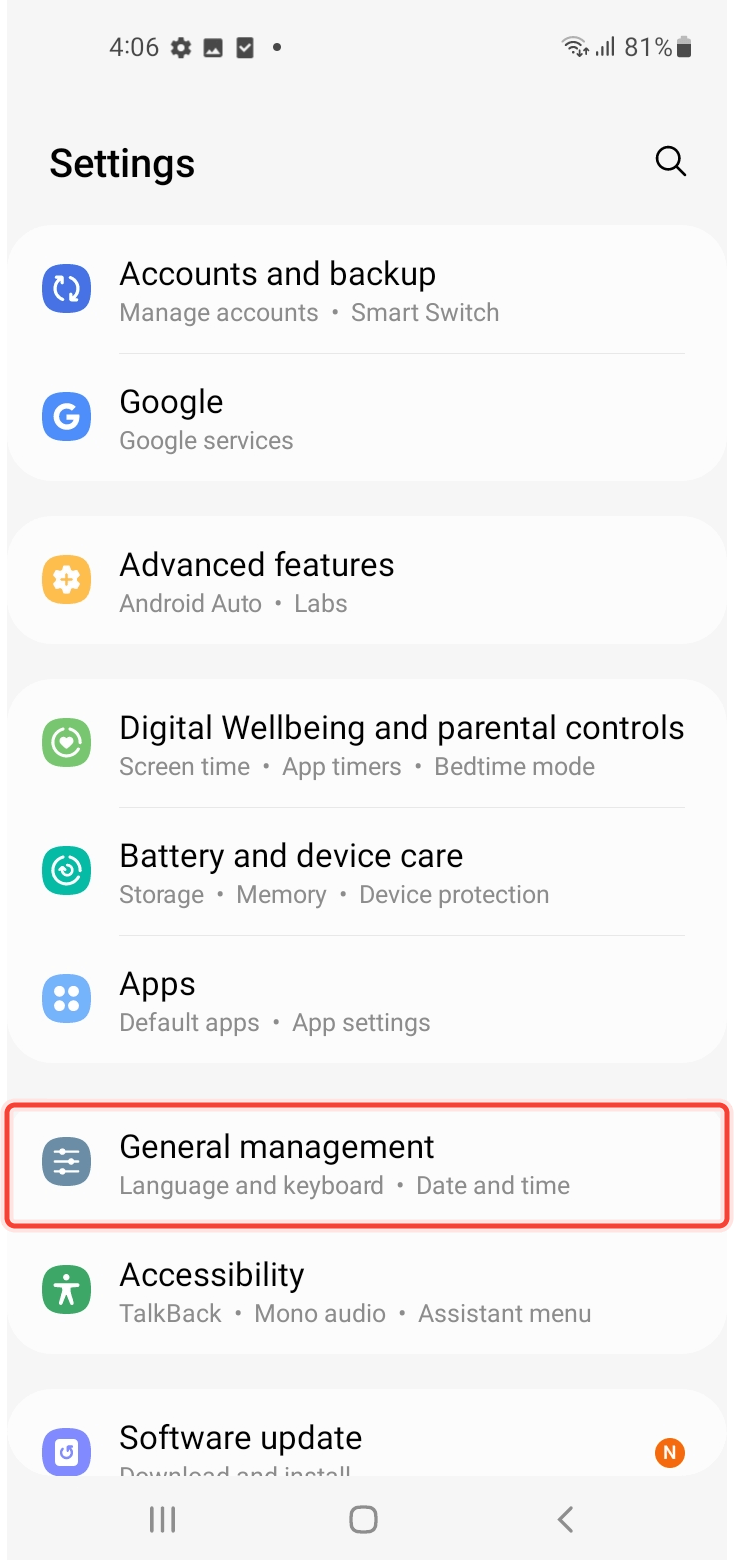 4:06 81%
Settings
Accounts and backup
Manage accounts • Smart Switch
Google
Google services
Advanced features
Android Auto • Labs
Digital Wellbeing and parental controls
Screen time • App timers • Bedtime mode
Battery and device care
Storage • Memory • Device protection
Apps
Default apps • App settings
General management
Language and keyboard • Date and time
Accessibility
TalkBack • Mono audio • Assistant menu
Software update
N
Download and install